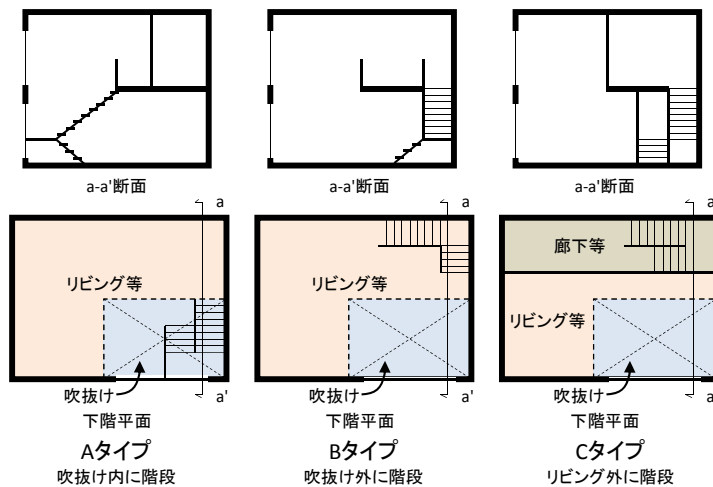 a-a'断面
a-a'断面
a-a'断面
a
a
a
リビング等
リビング等
廊下等
リビング等
吹抜け
a'
吹抜け
a'
吹抜け
a'
下階平面
下階平面
下階平面
Aタイプ
Bタイプ
Cタイプ
吹抜け内に階段
吹抜け外に階段
リビング外に階段